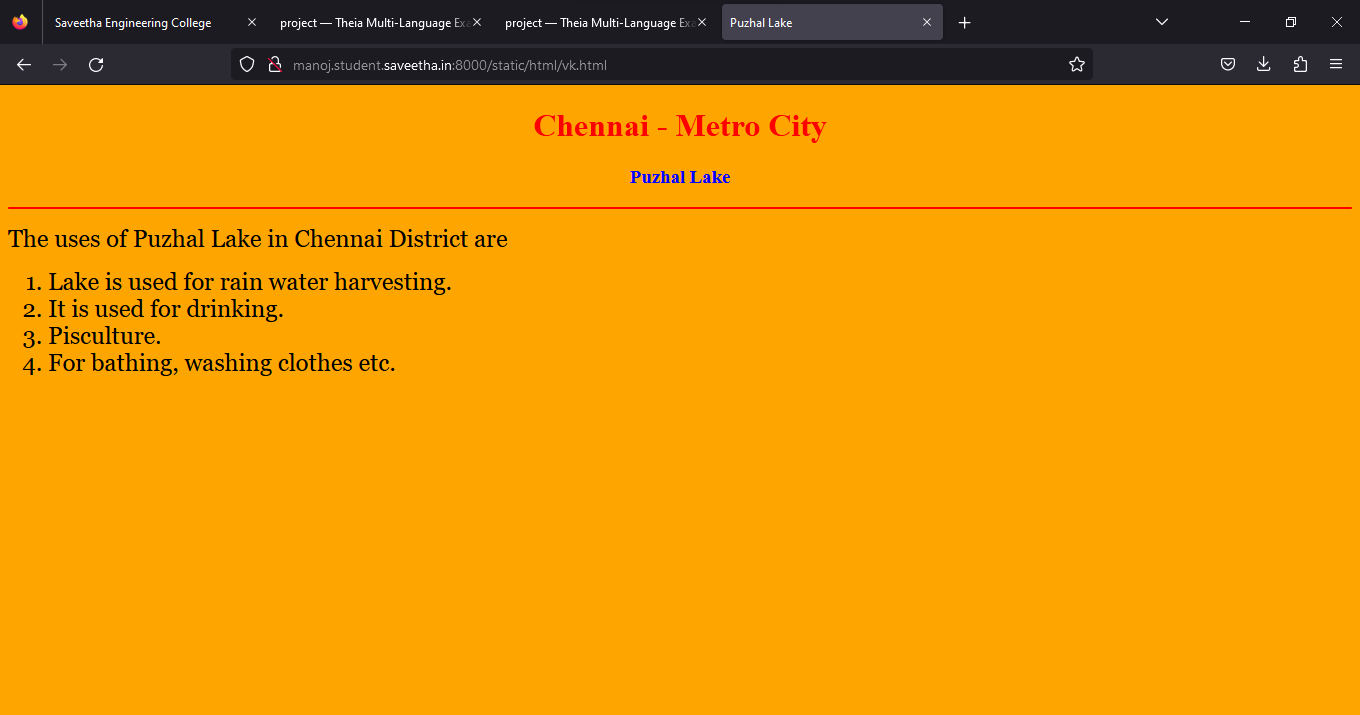 Saveetha Engineering College
project — Theia Multi-Language Exa
project — Theia Multi-Language Exa
Puzhal Lake
manoj.student.saveetha.in:8000/static/html/vk.html
Chennai - Metro City
Puzhal Lake
The uses of Puzhal Lake in Chennai District are
1. Lake is used for rain water harvesting.
2. It is used for drinking.
3. Pisculture.
4. For bathing, washing clothes etc.